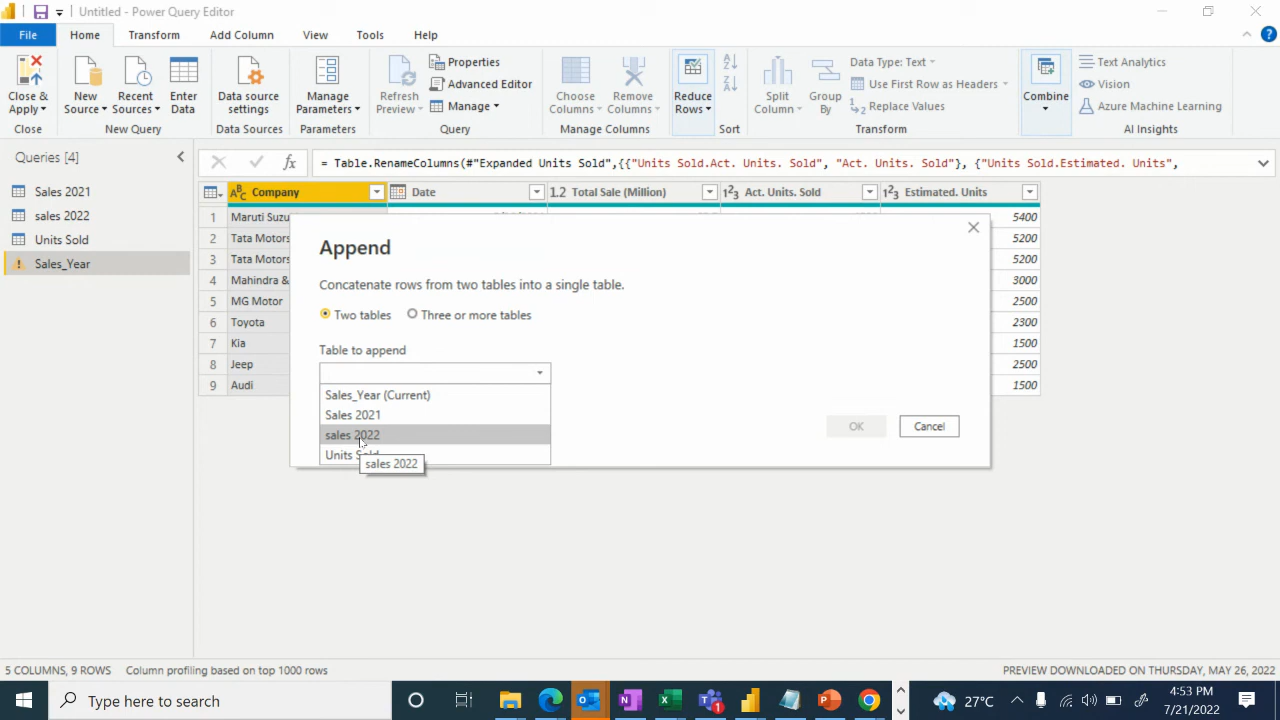 Untitled - Power Query Editor
File Home Transform Add Column View Tools Help
Close & Apply
Close
New Source
Recent Sources
Enter Data
New Query
Data source settings
Data Sources
Manage Parameters
Parameters
Refresh Preview
Properties
Advanced Editor
Manage
Query
Choose Columns
Remove Columns
Manage Columns
Reduce Rows
Sort
Split Column
Group By
Data Type: Text
Use First Row as Headers
Replace Values
Transform
Combine
Text Analytics
Vision
Azure Machine Learning
AI Insights
Queries [4]
Sales 2021
sales 2022
Units Sold
Sales_Year
fx = Table.RenameColumns(#"Expanded Units Sold",{{"Units Sold.Act. Units. Sold", "Act. Units. Sold"}, {"Units Sold.Estimated. Units",
ABC Company Date 1.2 Total Sale (Million) 123 Act. Units. Sold 123 Estimated. Units
1 Maruti Suzu 5400
2 Tata Motors 5200
3 Tata Motors 5200
4 Mahindra & 3000
5 MG Motor 2500
6 Toyota 2300
7 Kia 1500
8 Jeep 2500
9 Audi 1500
Append
Concatenate rows from two tables into a single table.
Two tables Three or more tables
Table to append
Sales_Year (Current)
Sales 2021
sales 2022
Units Sold
sales 2022
OK Cancel
5 COLUMNS, 9 ROWS Column profiling based on top 1000 rows PREVIEW DOWNLOADED ON THURSDAY, MAY 26, 2022
Type here to search
27°C
4:53 PM
7/21/2022